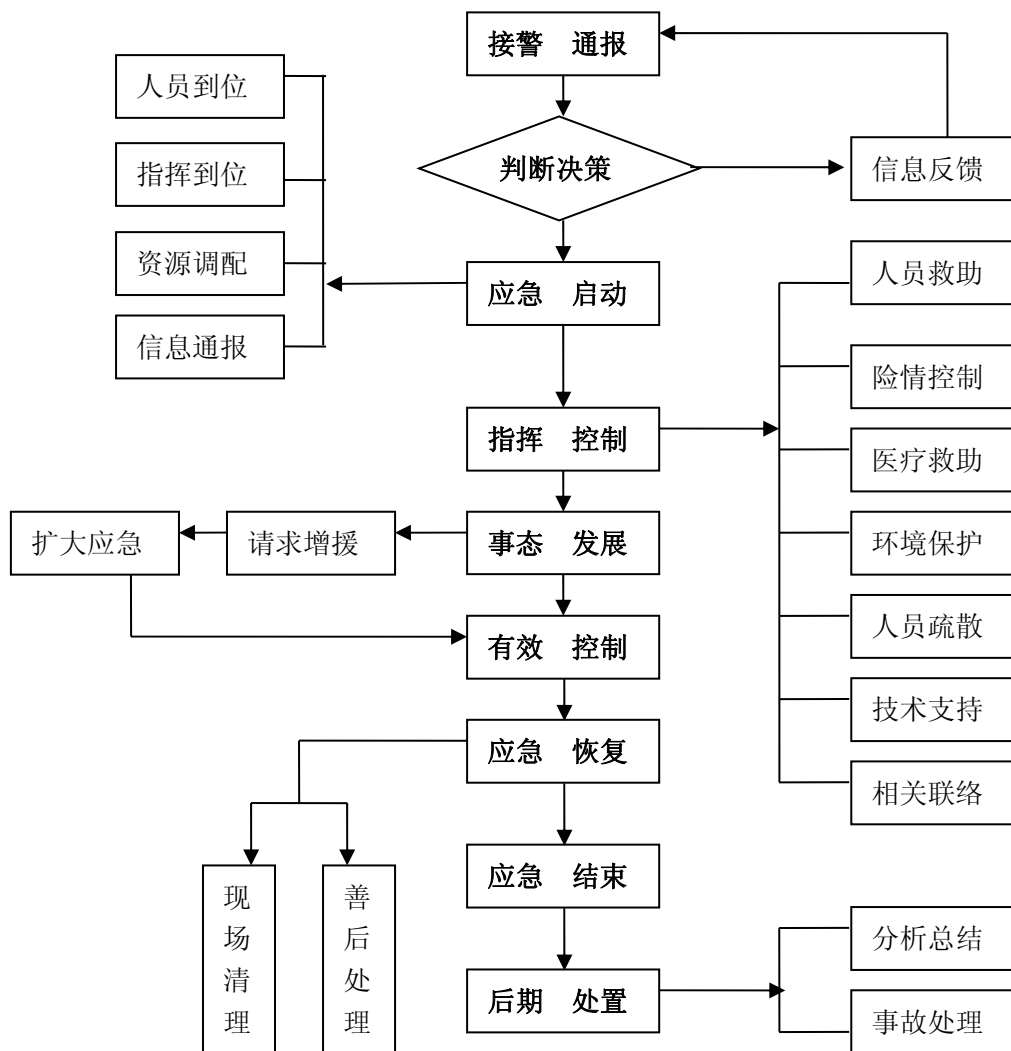 接警 通报
人员到位
判断决策
信息反馈
指挥到位
资源调配
应急 启动
人员救助
信息通报
险情控制
指挥 控制
医疗救助
扩大应急
请求增援
事态 发展
环境保护
有效 控制
人员疏散
技术支持
应急 恢复
相关联络
现场清理
善后处理
应急 结束
分析总结
后期 处置
事故处理